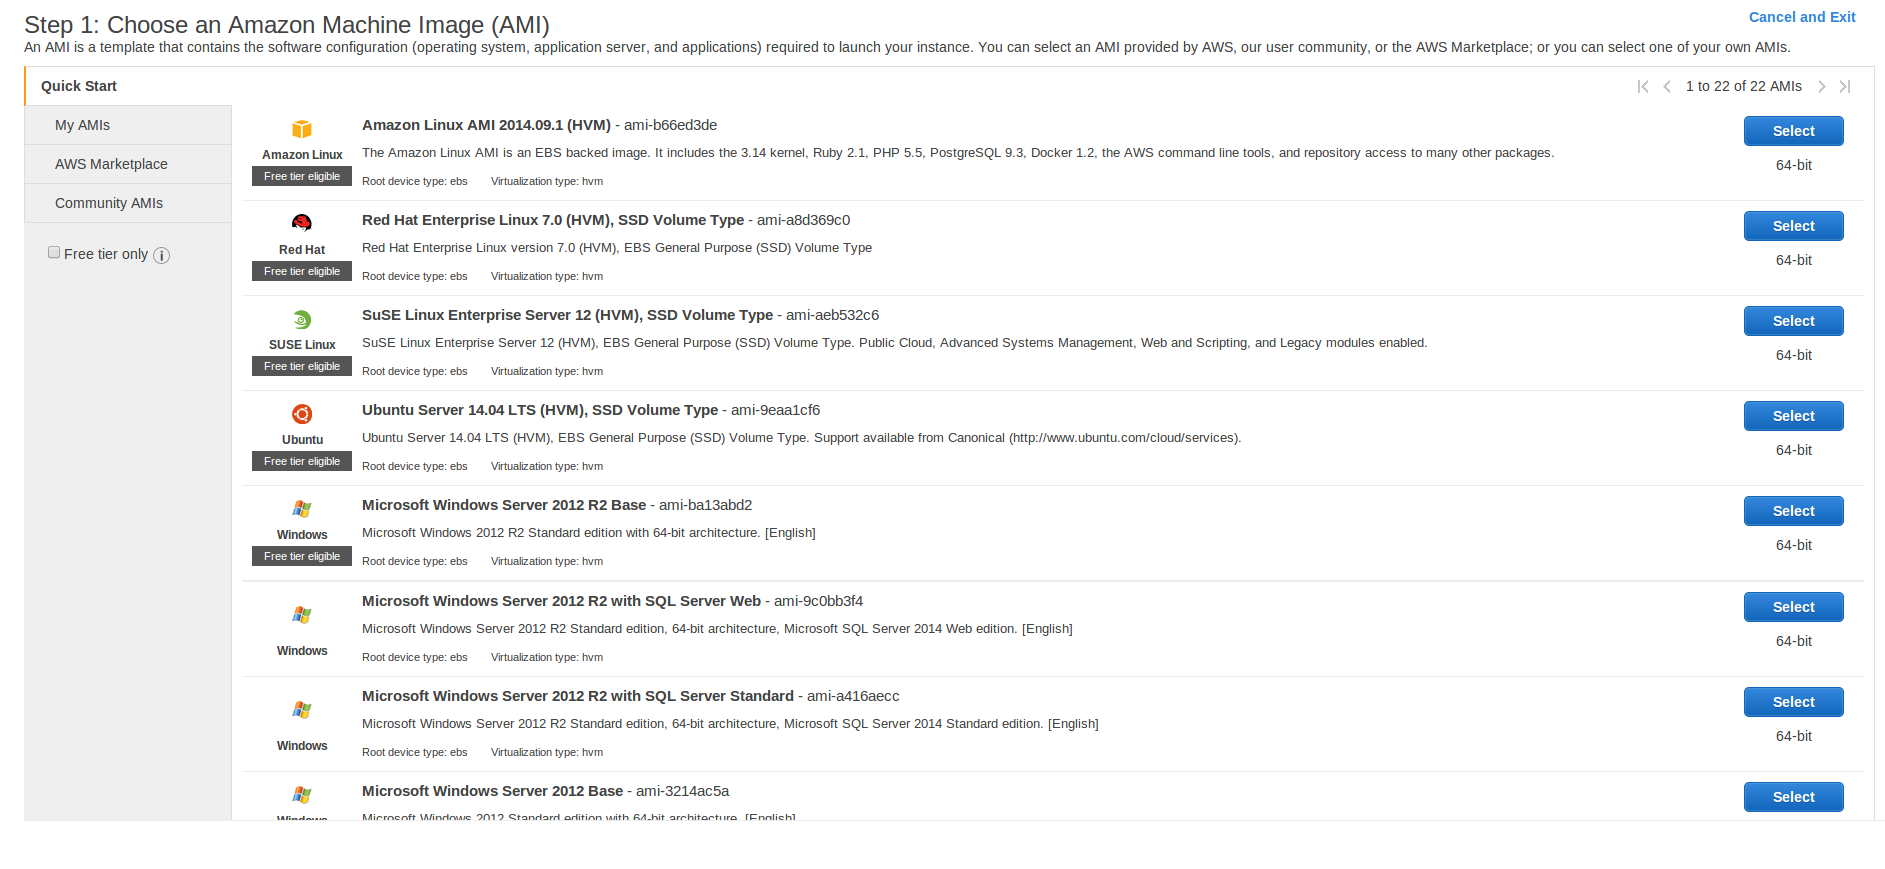 Step 1: Choose an Amazon Machine Image (AMI)
Cancel and Exit
An AMI is a template that contains the software configuration (operating system, application server, and applications) required to launch your instance. You can select an AMI provided by AWS, our user community, or the AWS Marketplace; or you can select one of your own AMIs.
Quick Start
1 to 22 of 22 AMIs
My AMIs
AWS Marketplace
Community AMIs
Free tier only
Amazon Linux
Free tier eligible
Amazon Linux AMI 2014.09.1 (HVM) - ami-b66ed3de
The Amazon Linux AMI is an EBS backed image. It includes the 3.14 kernel, Ruby 2.1, PHP 5.5, PostgreSQL 9.3, Docker 1.2, the AWS command line tools, and repository access to many other packages.
Root device type: ebs Virtualization type: hvm
Select
64-bit
Red Hat
Free tier eligible
Red Hat Enterprise Linux 7.0 (HVM), SSD Volume Type - ami-a8d369c0
Red Hat Enterprise Linux version 7.0 (HVM), EBS General Purpose (SSD) Volume Type
Root device type: ebs Virtualization type: hvm
Select
64-bit
SUSE Linux
Free tier eligible
SuSE Linux Enterprise Server 12 (HVM), SSD Volume Type - ami-aeb532c6
SuSE Linux Enterprise Server 12 (HVM), EBS General Purpose (SSD) Volume Type. Public Cloud, Advanced Systems Management, Web and Scripting, and Legacy modules enabled.
Root device type: ebs Virtualization type: hvm
Select
64-bit
Ubuntu
Free tier eligible
Ubuntu Server 14.04 LTS (HVM), SSD Volume Type - ami-9eaa1cf6
Ubuntu Server 14.04 LTS (HVM), EBS General Purpose (SSD) Volume Type. Support available from Canonical (http://www.ubuntu.com/cloud/services).
Root device type: ebs Virtualization type: hvm
Select
64-bit
Windows
Free tier eligible
Microsoft Windows Server 2012 R2 Base - ami-ba13abd2
Microsoft Windows 2012 R2 Standard edition with 64-bit architecture. [English]
Root device type: ebs Virtualization type: hvm
Select
64-bit
Windows
Microsoft Windows Server 2012 R2 with SQL Server Web - ami-9c0bb3f4
Microsoft Windows Server 2012 R2 Standard edition, 64-bit architecture, Microsoft SQL Server 2014 Web edition. [English]
Root device type: ebs Virtualization type: hvm
Select
64-bit
Windows
Microsoft Windows Server 2012 R2 with SQL Server Standard - ami-a416aecc
Microsoft Windows Server 2012 R2 Standard edition, 64-bit architecture, Microsoft SQL Server 2014 Standard edition. [English]
Root device type: ebs Virtualization type: hvm
Select
64-bit
Windows
Microsoft Windows Server 2012 Base - ami-3214ac5a
Microsoft Windows 2012 Standard edition with 64-bit architecture. [English]
Select